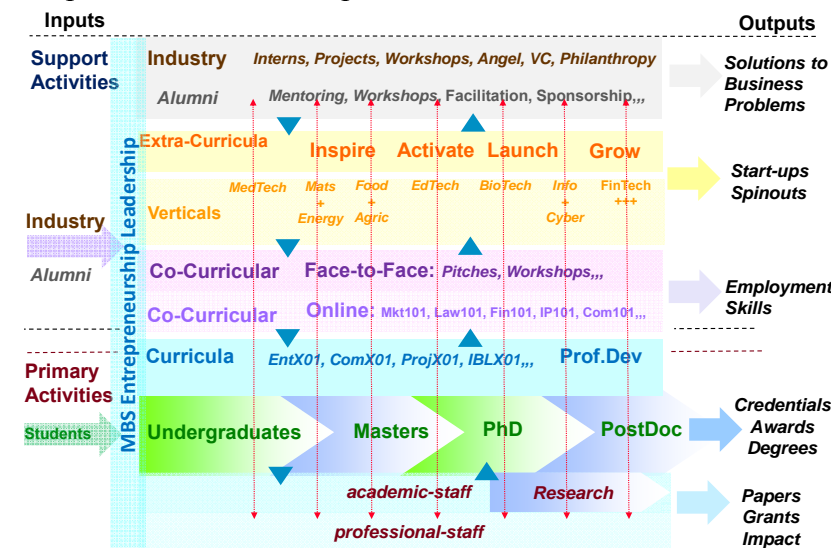 Inputs
Outputs
Support
Activities
Industry
Interns, Projects, Workshops, Angel, VC, Philanthropy
Alumni
Mentoring, Workshops, Facilitation, Sponsorship,,,
Solutions to
Business
Problems
Extra-Curricula
Inspire Activate Launch Grow
Verticals
MedTech
Mats
+
Energy
Food
+
Agric
EdTech
BioTech
Info
+
Cyber
FinTech
+++
Start-ups
Spinouts
Industry
Alumni
MBS Entrepreneurship Leadership
Co-Curricular
Face-to-Face: Pitches, Workshops,,,
Co-Curricular
Online: Mkt101, Law101, Fin101, IP101, Com101,,,
Employment
Skills
Curricula
EntX01, ComX01, ProjX01, IBLX01,,,
Prof.Dev
Primary
Activities
Students
Undergraduates
Masters
PhD
PostDoc
Credentials
Awards
Degrees
academic-staff
Research
professional-staff
Papers
Grants
Impact